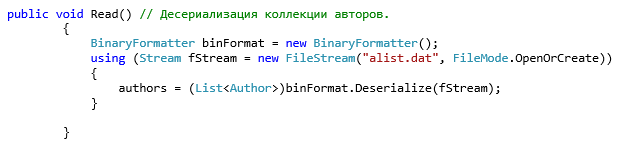 public void Read() // Десериализация коллекции авторов.
{
BinaryFormatter binFormat = new BinaryFormatter();
using (Stream fStream = new FileStream("alist.dat", FileMode.OpenOrCreate))
{
authors = (List<Author>)binFormat.Deserialize(fStream);
}
}